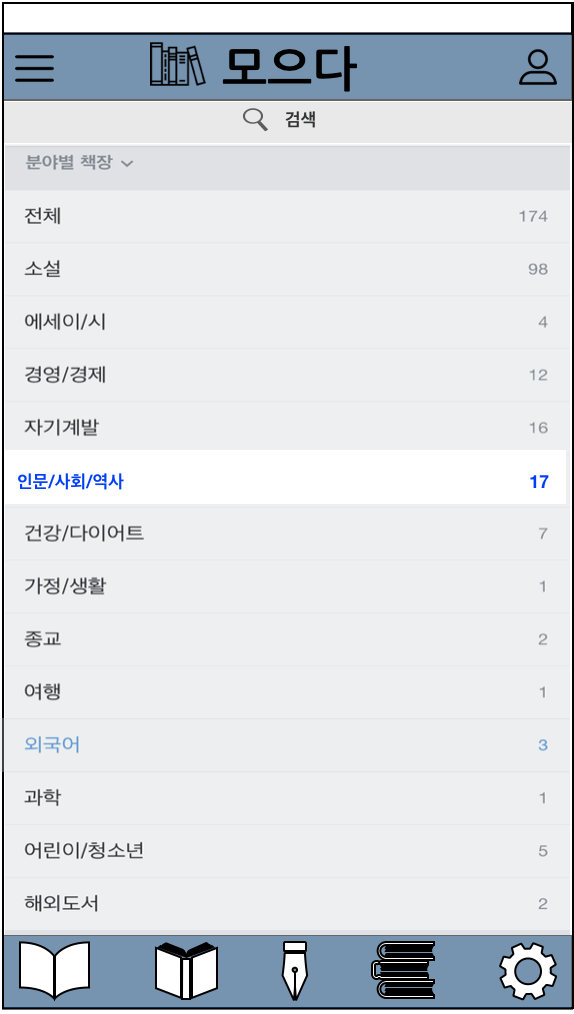 모으다
검색
분야별 책장
전체 174
소설 98
에세이/시 4
경영/경제 12
자기계발 16
인문/사회/역사 17
건강/다이어트 7
가정/생활 1
종교 2
여행 1
외국어 3
과학 1
어린이/청소년 5
해외도서 2